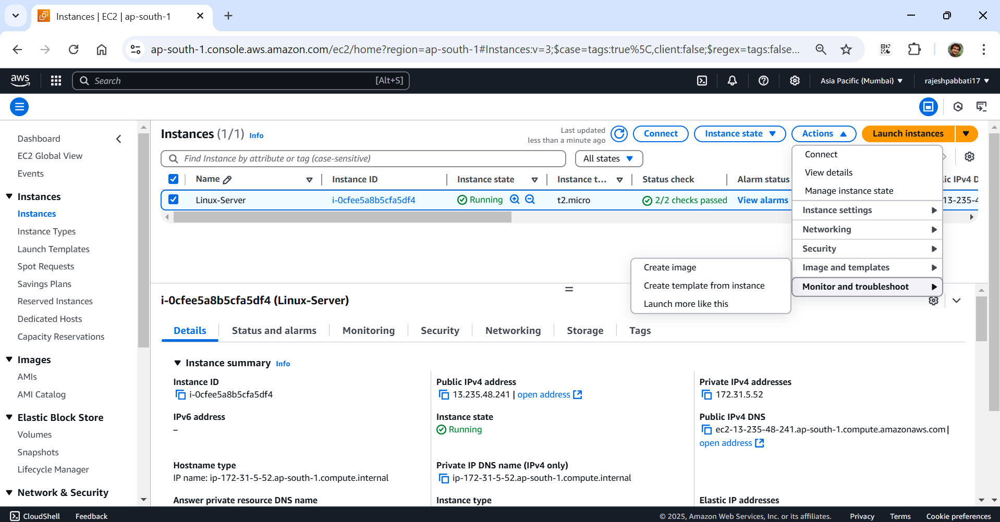 Instances | EC2 | ap-south-1
ap-south-1.console.aws.amazon.com/ec2/home?region=ap-south-1#Instances:v=3;$case=tags:true%5C,client:false;$regex=tags:false...
aws
Search
[Alt+S]
Asia Pacific (Mumbai)
rajeshpabbati17
Dashboard
EC2 Global View
Events
Instances
Instances
Instance Types
Launch Templates
Spot Requests
Savings Plans
Reserved Instances
Dedicated Hosts
Capacity Reservations
Images
AMIs
AMI Catalog
Elastic Block Store
Volumes
Snapshots
Lifecycle Manager
Network & Security
Instances (1/1) Info
Last updated
less than a minute ago
Connect
Instance state
Actions
Launch instances
Find Instance by attribute or tag (case-sensitive)
All states
Name
Instance ID
Instance state
Instance t...
Status check
Alarm status
lic IPv4 D
Linux-Server
i-0cfee5a8b5cfa5df4
Running
t2.micro
2/2 checks passed
View alarms
13-235-4
Connect
View details
Manage instance state
Instance settings
Networking
Security
Image and templates
Monitor and troubleshoot
Create image
Create template from instance
Launch more like this
i-0cfee5a8b5cfa5df4 (Linux-Server)
Details
Status and alarms
Monitoring
Security
Networking
Storage
Tags
Instance summary Info
Instance ID
i-0cfee5a8b5cfa5df4
Public IPv4 address
13.235.48.241 | open address
Private IPv4 addresses
172.31.5.52
IPv6 address
–
Instance state
Running
Public IPv4 DNS
ec2-13-235-48-241.ap-south-1.compute.amazonaws.com |
open address
Hostname type
IP name: ip-172-31-5-52.ap-south-1.compute.internal
Private IP DNS name (IPv4 only)
ip-172-31-5-52.ap-south-1.compute.internal
Answer private resource DNS name
Instance type
Elastic IP addresses
CloudShell
Feedback
© 2025, Amazon Web Services, Inc. or its affiliates.
Privacy
Terms
Cookie preferences